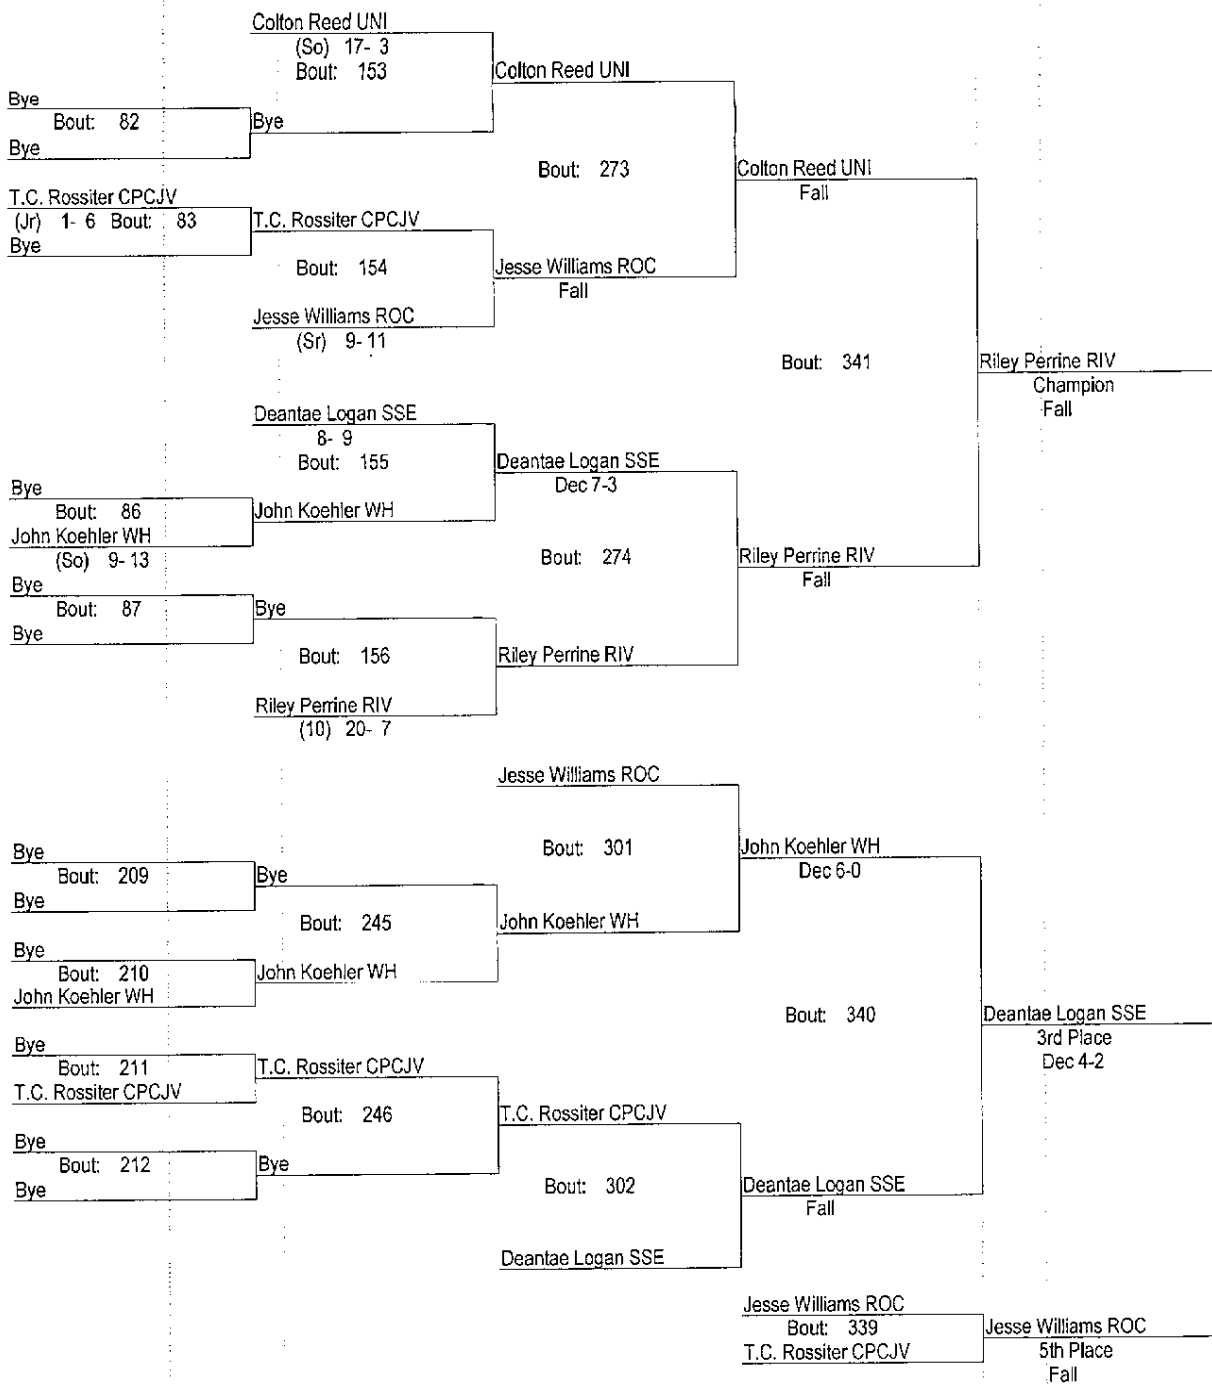 Colton Reed UNI
(So) 17- 3
Bout: 153
Colton Reed UNI
Bye
Bout: 82
Bye
Bye
Bout: 273
Colton Reed UNI
Fall
T.C. Rossiter CPCJV
(Jr) 1- 6 Bout: 83
T.C. Rossiter CPCJV
Bye
Bout: 154
Jesse Williams ROC
Fall
Jesse Williams ROC
(Sr) 9- 11
Bout: 341
Riley Perrine RIV
Champion
Fall
Deantae Logan SSE
8- 9
Bout: 155
Deantae Logan SSE
Dec 7-3
Bye
Bout: 86
John Koehler WH
John Koehler WH
(So) 9- 13
Bout: 274
Riley Perrine RIV
Fall
Bye
Bout: 87
Bye
Bye
Bout: 156
Riley Perrine RIV
Riley Perrine RIV
(10) 20- 7
Jesse Williams ROC
Bout: 301
John Koehler WH
Dec 6-0
Bye
Bout: 209
Bye
Bye
Bout: 245
John Koehler WH
Bye
Bout: 210
John Koehler WH
John Koehler WH
Bout: 340
Deantae Logan SSE
3rd Place
Dec 4-2
Bye
Bout: 211
T.C. Rossiter CPCJV
T.C. Rossiter CPCJV
Bout: 246
T.C. Rossiter CPCJV
Bye
Bout: 212
Bye
Bye
Bout: 302
Deantae Logan SSE
Fall
Deantae Logan SSE
Jesse Williams ROC
Bout: 339
T.C. Rossiter CPCJV
Jesse Williams ROC
5th Place
Fall